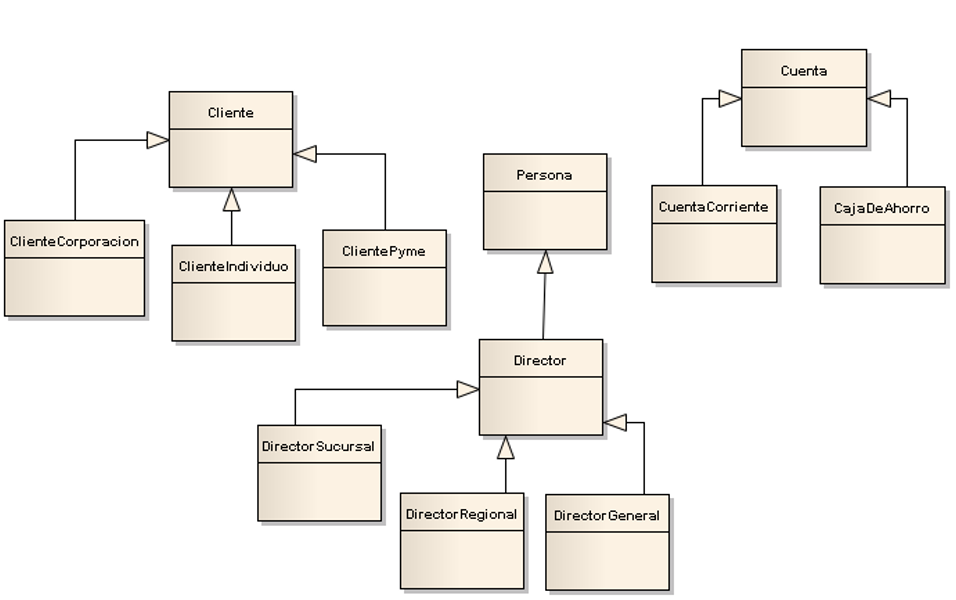 Cuenta
Cliente
Persona
CuentaCorriente
CajaDeAhorro
ClienteCorporacion
ClienteIndividuo
ClientePyme
Director
DirectorSucursal
DirectorRegional
DirectorGeneral